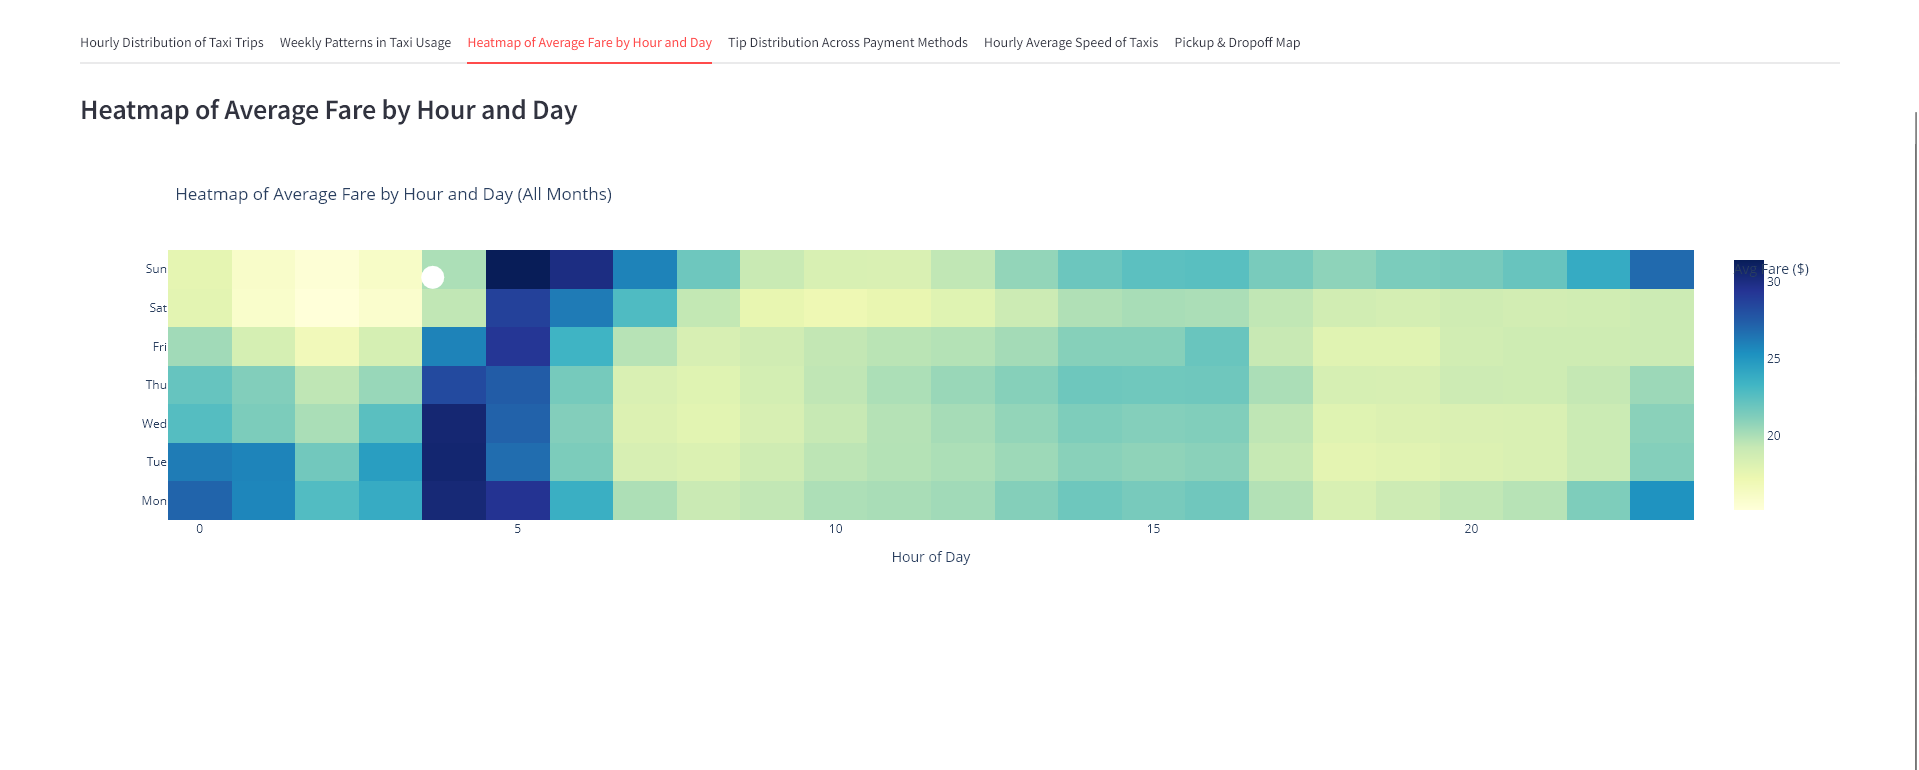 Hourly Distribution of Taxi Trips Weekly Patterns in Taxi Usage Heatmap of Average Fare by Hour and Day Tip Distribution Across Payment Methods Hourly Average Speed of Taxis Pickup & Dropoff Map
Heatmap of Average Fare by Hour and Day
Heatmap of Average Fare by Hour and Day (All Months)
Avg Fare ($)
Sun
Sat
Fri
Thu
Wed
Tue
Mon
30
25
20
0 5 10 15 20
Hour of Day